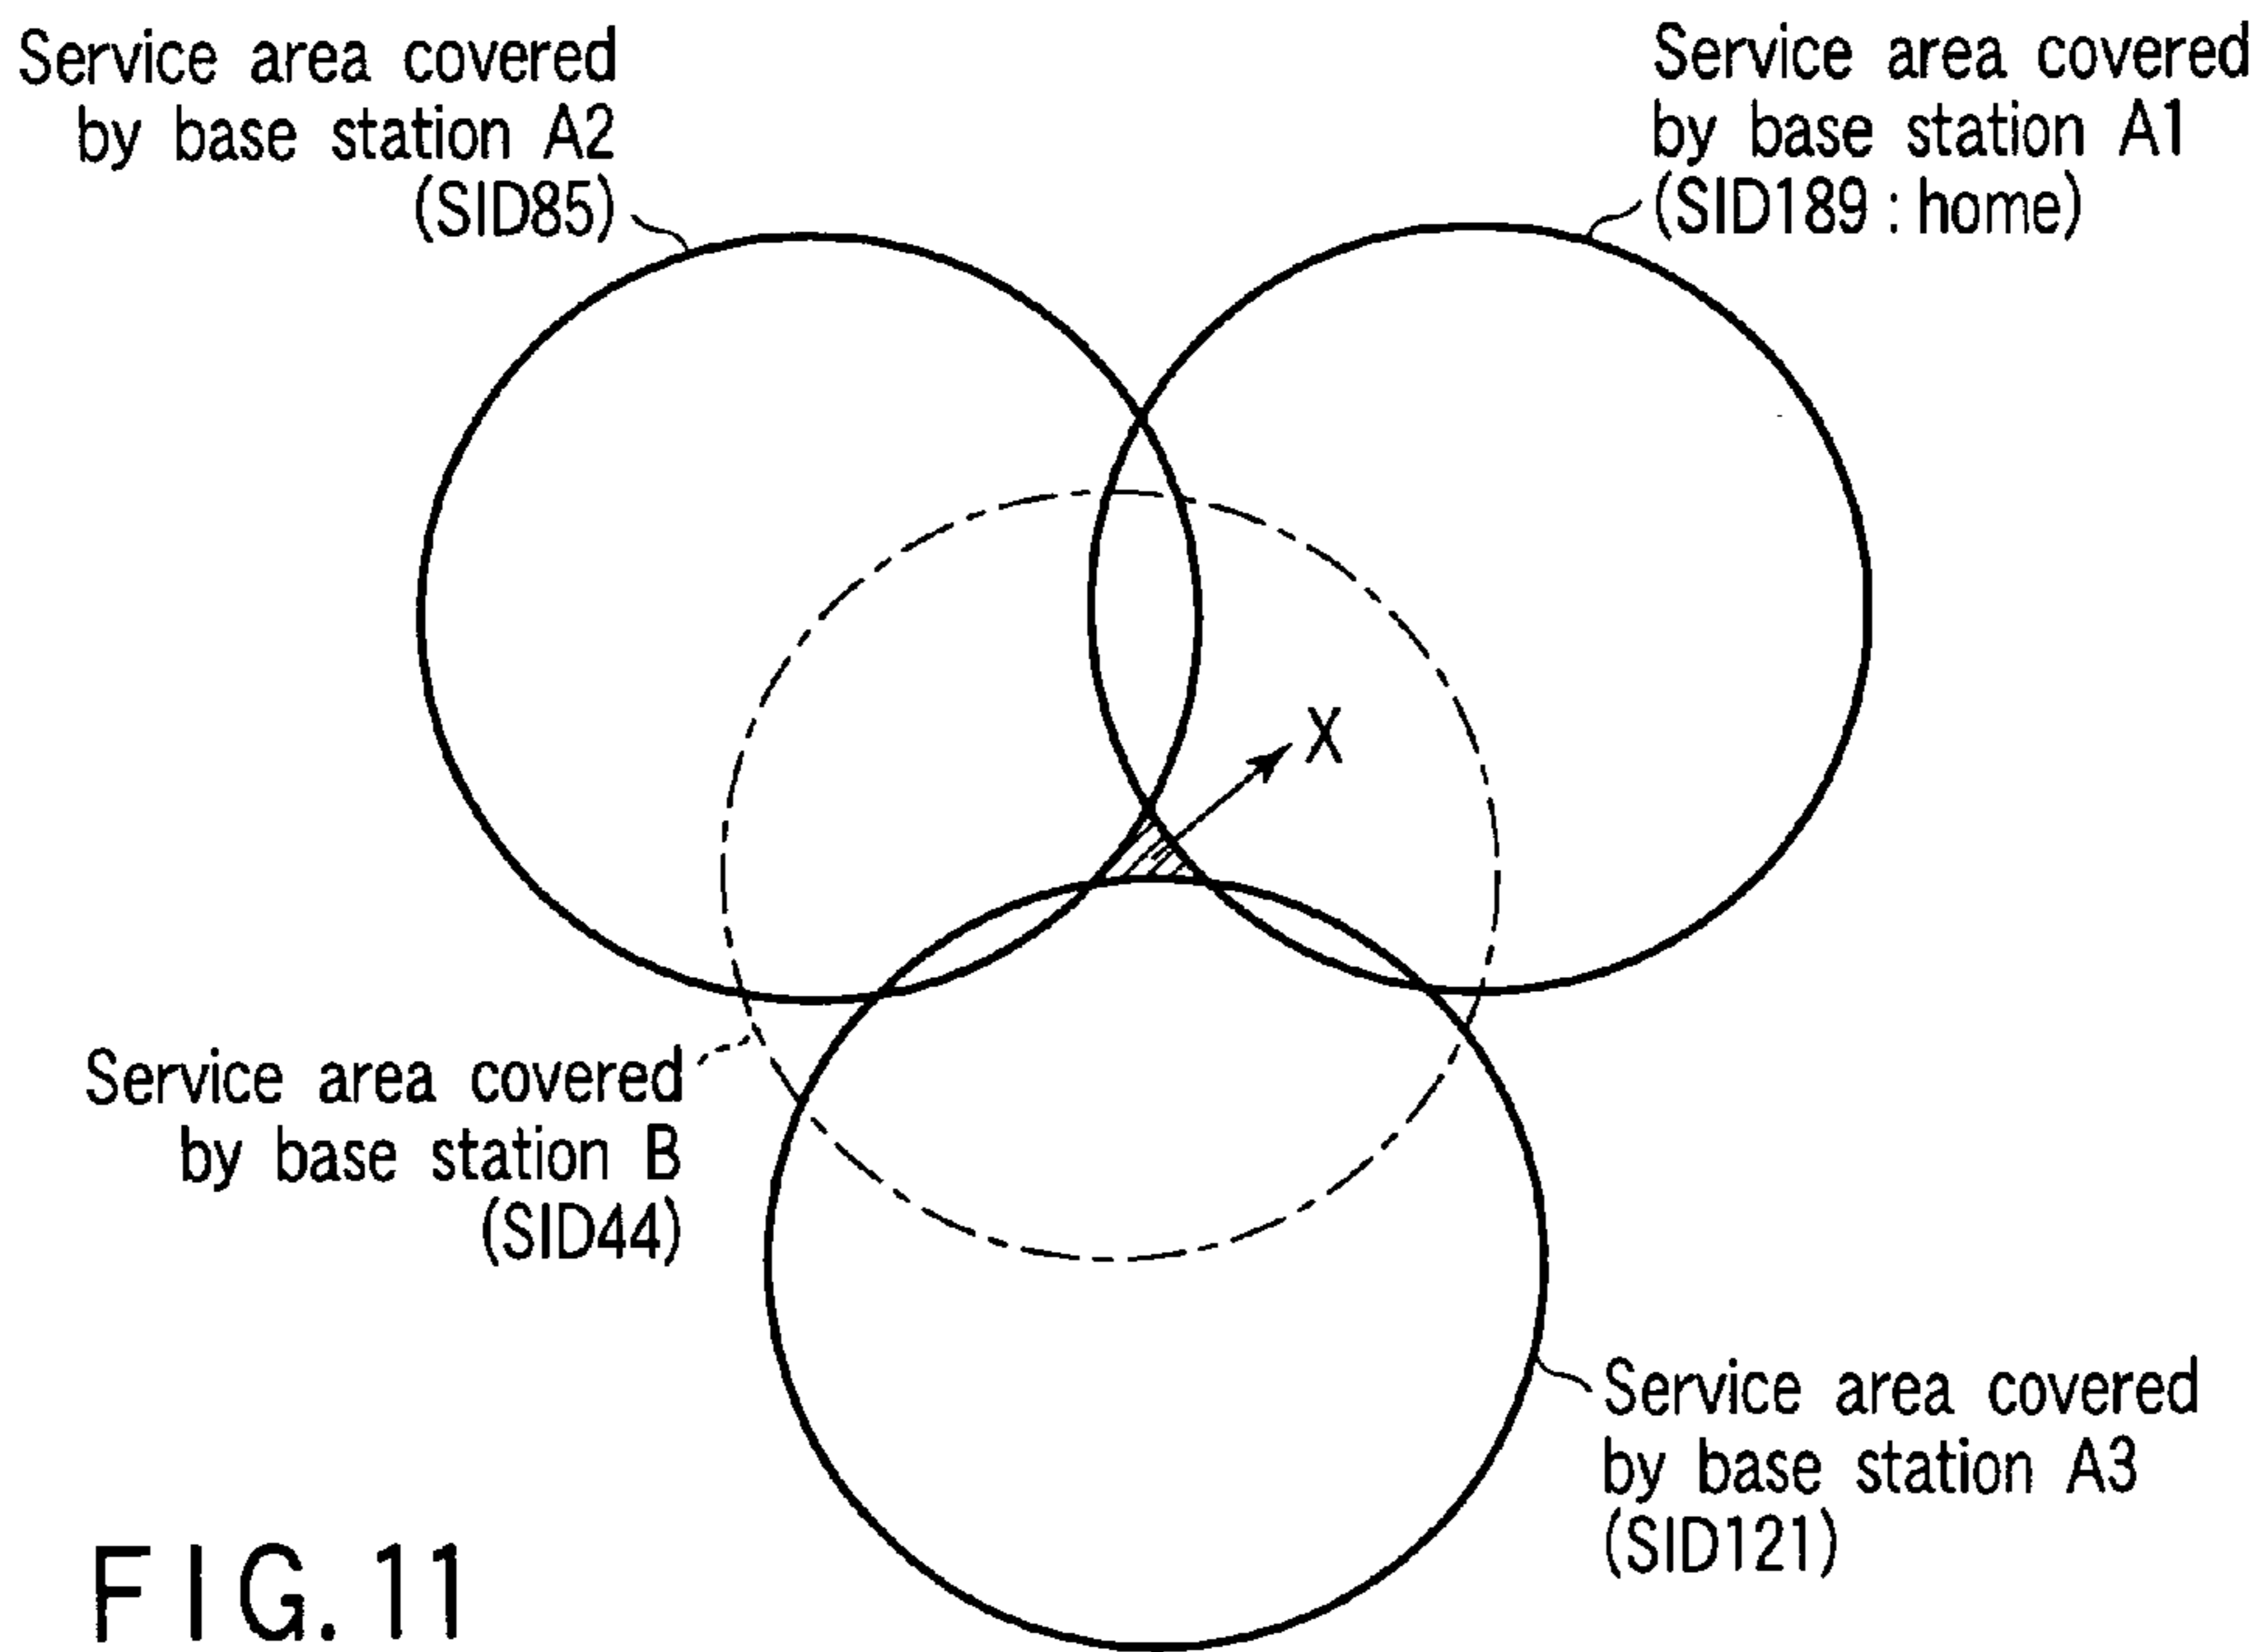 Service area covered
by base station A2
(SID85)
Service area covered
by base station A1
(SID189 : home)
X
Service area covered
by base station B
(SID44)
Service area covered
by base station A3
(SID121)
FIG. 11